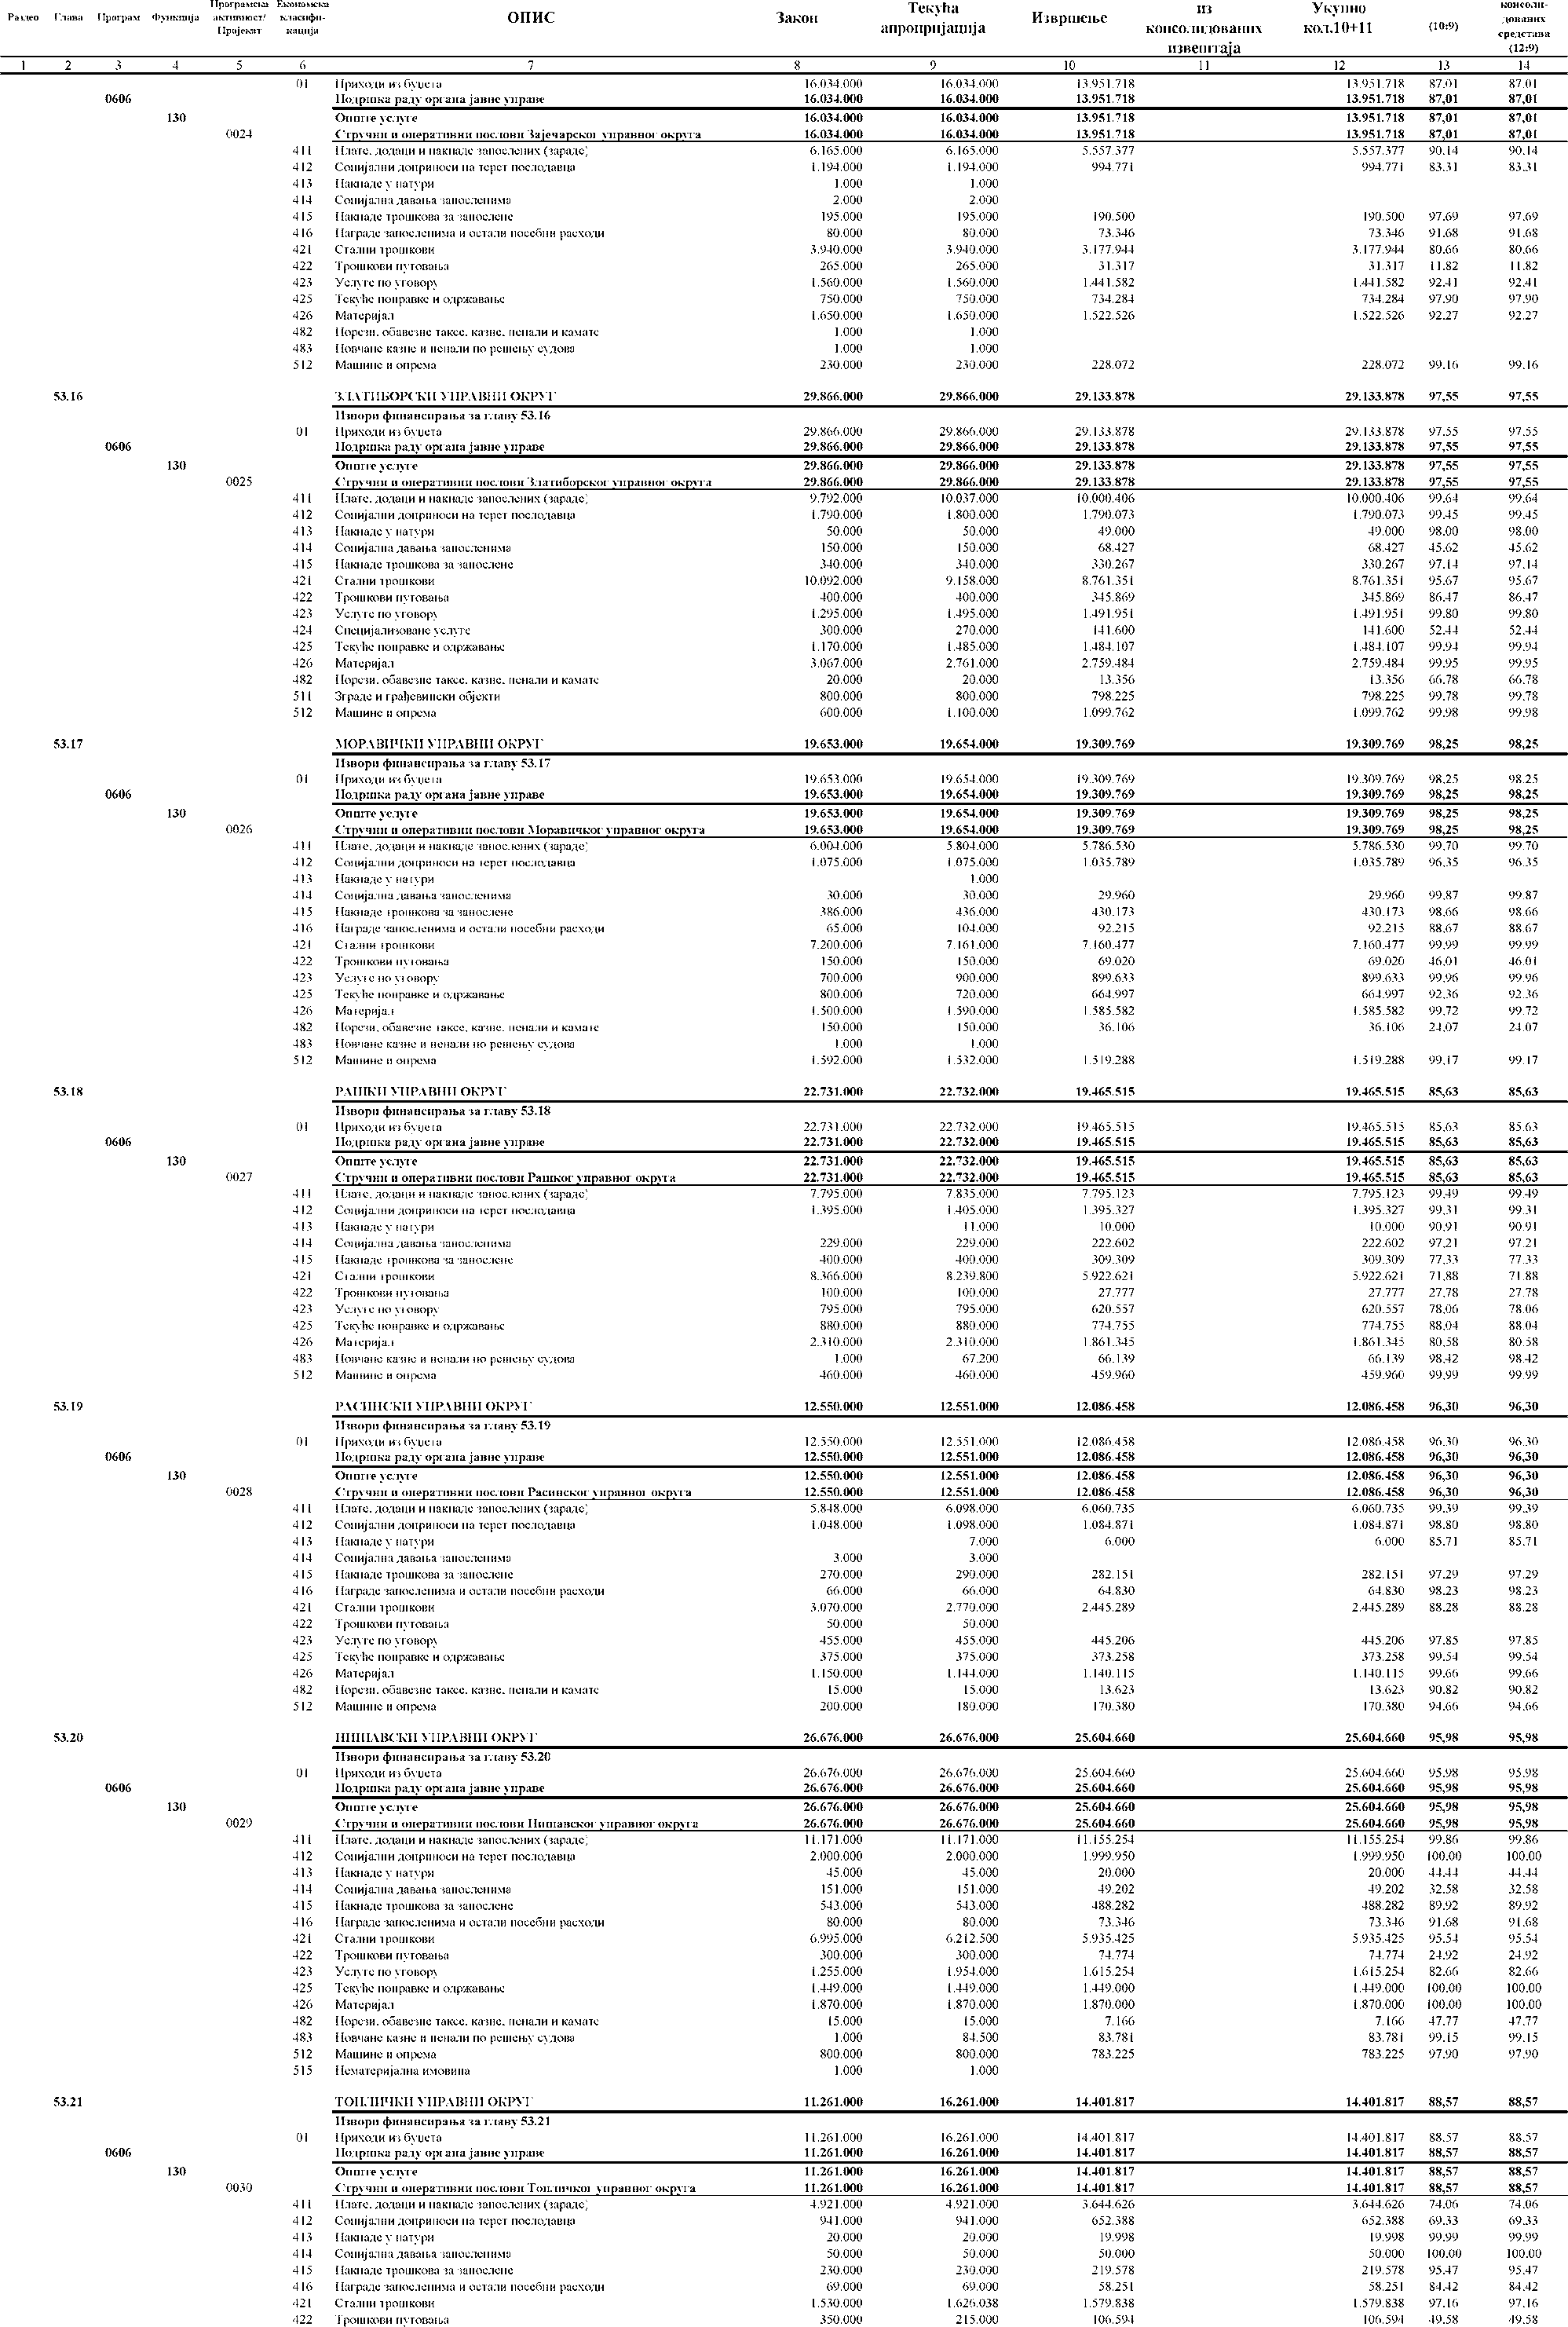 Раздео Глава Програм Функција Програмска активност/ Пројекат Економска класифи- кација ОПИС Закон Текућа апропријација Извршење из консолидованих извештаја Укупно кол.10+11 (10:9) консоли- дованих средстава (12:9)
1 2 3 4 5 6 7 8 9 10 11 12 13 14
01 Приходи из буџета 16.034.000 16.034.000 13.951.718 13.951.718 87,01 87,01
0606 Подршка раду органа јавне управе 16.034.000 16.034.000 13.951.718 13.951.718 87,01 87,01
130 Опште услуге 16.034.000 16.034.000 13.951.718 13.951.718 87,01 87,01
0024 Стручни и оперативни послови Зајечарског управног округа 16.034.000 16.034.000 13.951.718 13.951.718 87,01 87,01
411 Плате, додаци и накнаде запослених (зараде) 6.165.000 6.165.000 5.557.377 5.557.377 90,14 90,14
412 Социјални доприноси на терет послодавца 1.194.000 1.194.000 994.771 994.771 83,31 83,31
413 Накнаде у натури 1.000 1.000
414 Социјална давања запосленима 2.000 2.000
415 Накнаде трошкова за запослене 195.000 195.000 190.500 190.500 97,69 97,69
416 Награде запосленима и остали посебни расходи 80.000 80.000 73.346 73.346 91,68 91,68
421 Стални трошкови 3.940.000 3.940.000 3.177.944 3.177.944 80,66 80,66
422 Трошкови путовања 265.000 265.000 31.317 31.317 11,82 11,82
423 Услуге по уговору 1.560.000 1.560.000 1.441.582 1.441.582 92,41 92,41
425 Текуће поправке и одржавање 750.000 750.000 734.284 734.284 97,90 97,90
426 Материјал 1.650.000 1.650.000 1.522.526 1.522.526 92,27 92,27
482 Порези, обавезне таксе, казне, пенали и камате 1.000 1.000
483 Новчане казне и пенали по решењу судова 1.000 1.000
512 Машине и опрема 230.000 230.000 228.072 228.072 99,16 99,16
53.16 ЗЛАТИБОРСКИ УПРАВНИ ОКРУГ 29.866.000 29.866.000 29.133.878 29.133.878 97,55 97,55
Извори финансирања за главу 53.16
01 Приходи из буџета 29.866.000 29.866.000 29.133.878 29.133.878 97,55 97,55
0606 Подршка раду органа јавне управе 29.866.000 29.866.000 29.133.878 29.133.878 97,55 97,55
130 Опште услуге 29.866.000 29.866.000 29.133.878 29.133.878 97,55 97,55
0025 Стручни и оперативни послови Златиборског управног округа 29.866.000 29.866.000 29.133.878 29.133.878 97,55 97,55
411 Плате, додаци и накнаде запослених (зараде) 9.792.000 10.037.000 10.000.406 10.000.406 99,64 99,64
412 Социјални доприноси на терет послодавца 1.790.000 1.800.000 1.790.073 1.790.073 99,45 99,45
413 Накнаде у натури 50.000 50.000 49.000 49.000 98,00 98,00
414 Социјална давања запосленима 150.000 150.000 68.427 68.427 45,62 45,62
415 Накнаде трошкова за запослене 340.000 340.000 330.267 330.267 97,14 97,14
421 Стални трошкови 10.092.000 9.158.000 8.761.351 8.761.351 95,67 95,67
422 Трошкови путовања 400.000 400.000 345.869 345.869 86,47 86,47
423 Услуге по уговору 1.295.000 1.495.000 1.491.951 1.491.951 99,80 99,80
424 Специјализоване услуге 300.000 270.000 141.600 141.600 52,44 52,44
425 Текуће поправке и одржавање 1.170.000 1.485.000 1.484.107 1.484.107 99,94 99,94
426 Материјал 3.067.000 2.761.000 2.759.484 2.759.484 99,95 99,95
482 Порези, обавезне таксе, казне, пенали и камате 20.000 20.000 13.356 13.356 66,78 66,78
511 Зграде и грађевински објекти 800.000 800.000 798.225 798.225 99,78 99,78
512 Машине и опрема 600.000 1.100.000 1.099.762 1.099.762 99,98 99,98
53.17 МОРАВИЧКИ УПРАВНИ ОКРУГ 19.653.000 19.654.000 19.309.769 19.309.769 98,25 98,25
Извори финансирања за главу 53.17
01 Приходи из буџета 19.653.000 19.654.000 19.309.769 19.309.769 98,25 98,25
0606 Подршка раду органа јавне управе 19.653.000 19.654.000 19.309.769 19.309.769 98,25 98,25
130 Опште услуге 19.653.000 19.654.000 19.309.769 19.309.769 98,25 98,25
0026 Стручни и оперативни послови Моравичког управног округа 19.653.000 19.654.000 19.309.769 19.309.769 98,25 98,25
411 Плате, додаци и накнаде запослених (зараде) 6.004.000 5.804.000 5.786.530 5.786.530 99,70 99,70
412 Социјални доприноси на терет послодавца 1.075.000 1.075.000 1.035.789 1.035.789 96,35 96,35
413 Накнаде у натури 1.000
414 Социјална давања запосленима 30.000 30.000 29.960 29.960 99,87 99,87
415 Накнаде трошкова за запослене 386.000 436.000 430.173 430.173 98,66 98,66
416 Награде запосленима и остали посебни расходи 65.000 104.000 92.215 92.215 88,67 88,67
421 Стални трошкови 7.200.000 7.161.000 7.160.477 7.160.477 99,99 99,99
422 Трошкови путовања 150.000 150.000 69.020 69.020 46,01 46,01
423 Услуге по уговору 700.000 900.000 899.633 899.633 99,96 99,96
425 Текуће поправке и одржавање 800.000 720.000 664.997 664.997 92,36 92,36
426 Материјал 1.500.000 1.590.000 1.585.582 1.585.582 99,72 99,72
482 Порези, обавезне таксе, казне, пенали и камате 150.000 150.000 36.106 36.106 24,07 24,07
483 Новчане казне и пенали по решењу судова 1.000 1.000
512 Машине и опрема 1.592.000 1.532.000 1.519.288 1.519.288 99,17 99,17
53.18 РАШКИ УПРАВНИ ОКРУГ 22.731.000 22.732.000 19.465.515 19.465.515 85,63 85,63
Извори финансирања за главу 53.18
01 Приходи из буџета 22.731.000 22.732.000 19.465.515 19.465.515 85,63 85,63
0606 Подршка раду органа јавне управе 22.731.000 22.732.000 19.465.515 19.465.515 85,63 85,63
130 Опште услуге 22.731.000 22.732.000 19.465.515 19.465.515 85,63 85,63
0027 Стручни и оперативни послови Рашког управног округа 22.731.000 22.732.000 19.465.515 19.465.515 85,63 85,63
411 Плате, додаци и накнаде запослених (зараде) 7.795.000 7.835.000 7.795.123 7.795.123 99,49 99,49
412 Социјални доприноси на терет послодавца 1.395.000 1.405.000 1.395.327 1.395.327 99,31 99,31
413 Накнаде у натури 11.000 10.000 10.000 90,91 90,91
414 Социјална давања запосленима 229.000 229.000 222.602 222.602 97,21 97,21
415 Накнаде трошкова за запослене 400.000 400.000 309.309 309.309 77,33 77,33
421 Стални трошкови 8.366.000 8.239.800 5.922.621 5.922.621 71,88 71,88
422 Трошкови путовања 100.000 100.000 27.777 27.777 27,78 27,78
423 Услуге по уговору 795.000 795.000 620.557 620.557 78,06 78,06
425 Текуће поправке и одржавање 880.000 880.000 774.755 774.755 88,04 88,04
426 Материјал 2.310.000 2.310.000 1.861.345 1.861.345 80,58 80,58
483 Новчане казне и пенали по решењу судова 1.000 67.200 66.139 66.139 98,42 98,42
512 Машине и опрема 460.000 460.000 459.960 459.960 99,99 99,99
53.19 РАСИНСКИ УПРАВНИ ОКРУГ 12.550.000 12.551.000 12.086.458 12.086.458 96,30 96,30
Извори финансирања за главу 53.19
01 Приходи из буџета 12.550.000 12.551.000 12.086.458 12.086.458 96,30 96,30
0606 Подршка раду органа јавне управе 12.550.000 12.551.000 12.086.458 12.086.458 96,30 96,30
130 Опште услуге 12.550.000 12.551.000 12.086.458 12.086.458 96,30 96,30
0028 Стручни и оперативни послови Расинског управног округа 12.550.000 12.551.000 12.086.458 12.086.458 96,30 96,30
411 Плате, додаци и накнаде запослених (зараде) 5.848.000 6.098.000 6.060.735 6.060.735 99,39 99,39
412 Социјални доприноси на терет послодавца 1.048.000 1.098.000 1.084.871 1.084.871 98,80 98,80
413 Накнаде у натури 7.000 6.000 6.000 85,71 85,71
414 Социјална давања запосленима 3.000 3.000
415 Накнаде трошкова за запослене 270.000 290.000 282.151 282.151 97,29 97,29
416 Награде запосленима и остали посебни расходи 66.000 66.000 64.830 64.830 98,23 98,23
421 Стални трошкови 3.070.000 2.770.000 2.445.289 2.445.289 88,28 88,28
422 Трошкови путовања 50.000 50.000
423 Услуге по уговору 455.000 455.000 445.206 445.206 97,85 97,85
425 Текуће поправке и одржавање 375.000 375.000 373.258 373.258 99,54 99,54
426 Материјал 1.150.000 1.144.000 1.140.115 1.140.115 99,66 99,66
482 Порези, обавезне таксе, казне, пенали и камате 15.000 15.000 13.623 13.623 90,82 90,82
512 Машине и опрема 200.000 180.000 170.380 170.380 94,66 94,66
53.20 НИШАВСКИ УПРАВНИ ОКРУГ 26.676.000 26.676.000 25.604.660 25.604.660 95,98 95,98
Извори финансирања за главу 53.20
01 Приходи из буџета 26.676.000 26.676.000 25.604.660 25.604.660 95,98 95,98
0606 Подршка раду органа јавне управе 26.676.000 26.676.000 25.604.660 25.604.660 95,98 95,98
130 Опште услуге 26.676.000 26.676.000 25.604.660 25.604.660 95,98 95,98
0029 Стручни и оперативни послови Нишавског управног округа 26.676.000 26.676.000 25.604.660 25.604.660 95,98 95,98
411 Плате, додаци и накнаде запослених (зараде) 11.171.000 11.171.000 11.155.254 11.155.254 99,86 99,86
412 Социјални доприноси на терет послодавца 2.000.000 2.000.000 1.999.950 1.999.950 100,00 100,00
413 Накнаде у натури 45.000 45.000 20.000 20.000 44,44 44,44
414 Социјална давања запосленима 151.000 151.000 49.202 49.202 32,58 32,58
415 Накнаде трошкова за запослене 543.000 543.000 488.282 488.282 89,92 89,92
416 Награде запосленима и остали посебни расходи 80.000 80.000 73.346 73.346 91,68 91,68
421 Стални трошкови 6.995.000 6.212.500 5.935.425 5.935.425 95,54 95,54
422 Трошкови путовања 300.000 300.000 74.774 74.774 24,92 24,92
423 Услуге по уговору 1.255.000 1.954.000 1.615.254 1.615.254 82,66 82,66
425 Текуће поправке и одржавање 1.449.000 1.449.000 1.449.000 1.449.000 100,00 100,00
426 Материјал 1.870.000 1.870.000 1.870.000 1.870.000 100,00 100,00
482 Порези, обавезне таксе, казне, пенали и камате 15.000 15.000 7.166 7.166 47,77 47,77
483 Новчане казне и пенали по решењу судова 1.000 84.500 83.781 83.781 99,15 99,15
512 Машине и опрема 800.000 800.000 783.225 783.225 97,90 97,90
515 Нематеријална имовина 1.000 1.000
53.21 ТОПЛИЧКИ УПРАВНИ ОКРУГ 11.261.000 16.261.000 14.401.817 14.401.817 88,57 88,57
Извори финансирања за главу 53.21
01 Приходи из буџета 11.261.000 16.261.000 14.401.817 14.401.817 88,57 88,57
0606 Подршка раду органа јавне управе 11.261.000 16.261.000 14.401.817 14.401.817 88,57 88,57
130 Опште услуге 11.261.000 16.261.000 14.401.817 14.401.817 88,57 88,57
0030 Стручни и оперативни послови Топличког управног округа 11.261.000 16.261.000 14.401.817 14.401.817 88,57 88,57
411 Плате, додаци и накнаде запослених (зараде) 4.921.000 4.921.000 3.644.626 3.644.626 74,06 74,06
412 Социјални доприноси на терет послодавца 941.000 941.000 652.388 652.388 69,33 69,33
413 Накнаде у натури 20.000 20.000 19.998 19.998 99,99 99,99
414 Социјална давања запосленима 50.000 50.000 50.000 50.000 100,00 100,00
415 Накнаде трошкова за запослене 230.000 230.000 219.578 219.578 95,47 95,47
416 Награде запосленима и остали посебни расходи 69.000 69.000 58.251 58.251 84,42 84,42
421 Стални трошкови 1.530.000 1.626.038 1.579.838 1.579.838 97,16 97,16
422 Трошкови путовања 350.000 215.000 106.594 106.594 49,58 49,58